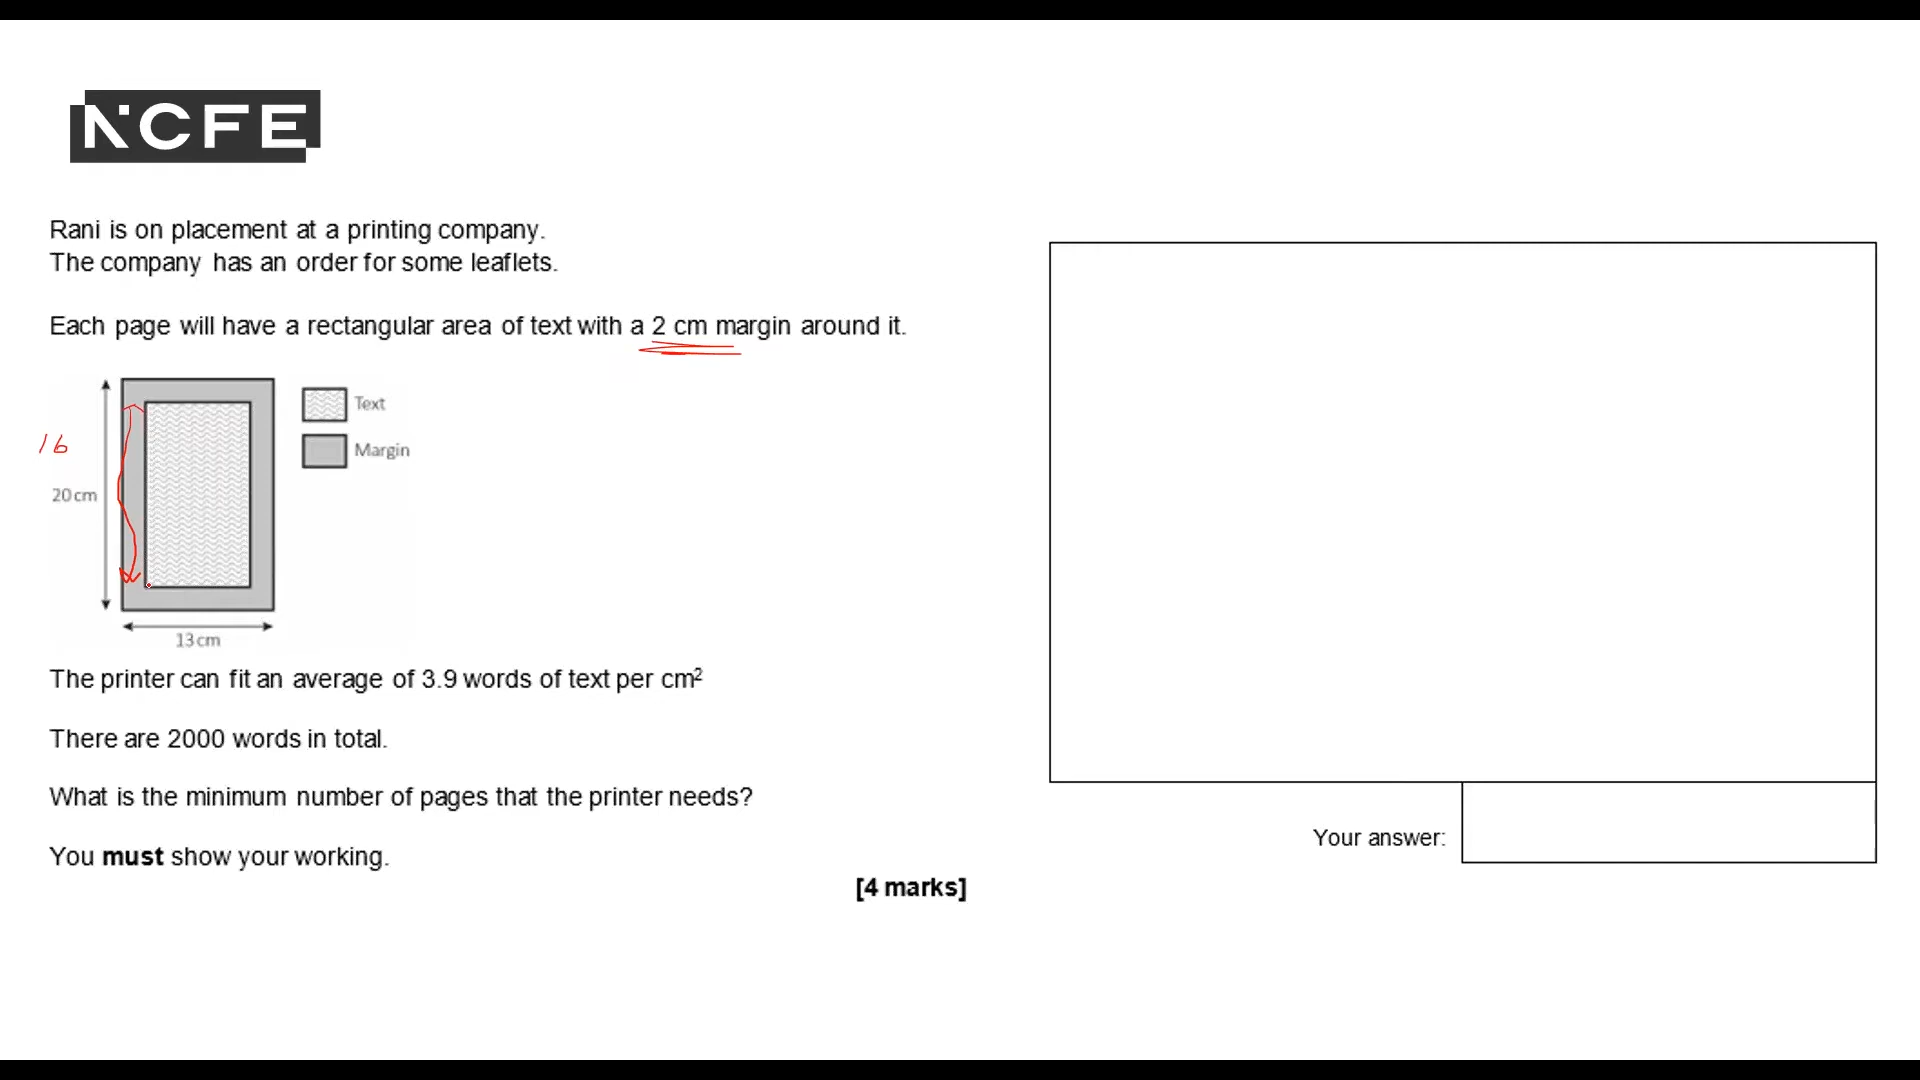 NCFE
Rani is on placement at a printing company.
The company has an order for some leaflets.
Each page will have a rectangular area of text with a 2 cm margin around it.
Text
Margin
16
20 cm
13 cm
The printer can fit an average of 3.9 words of text per cm²
There are 2000 words in total.
What is the minimum number of pages that the printer needs?
You must show your working.
[4 marks]
Your answer: